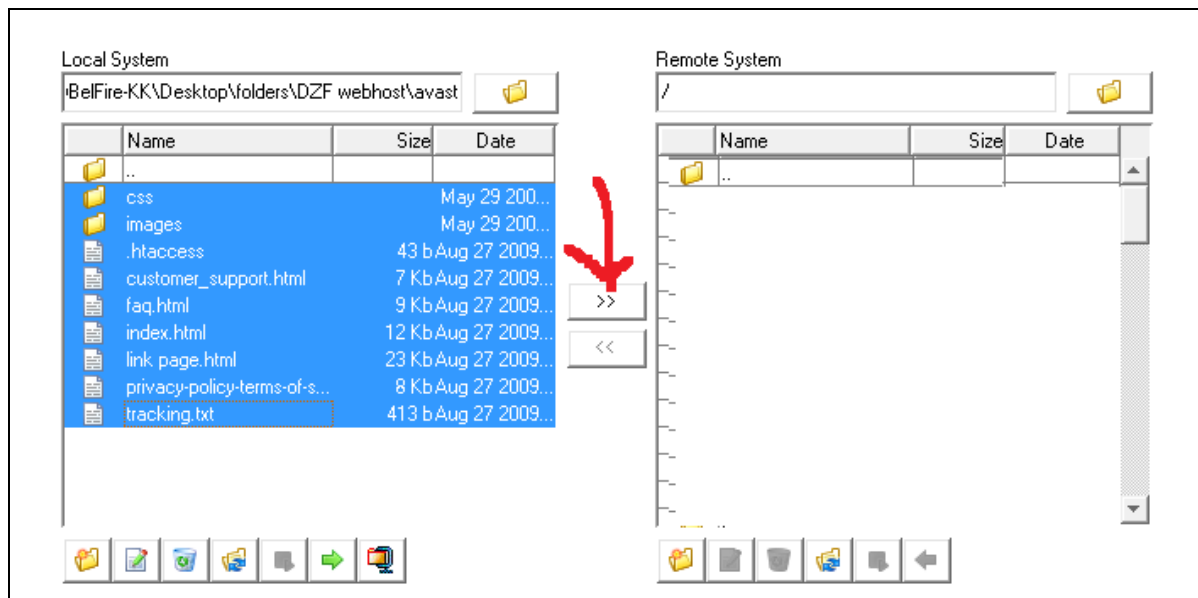 Local System
Remote System
BelFire-KK\Desktop\folders\DZF webhost\avast
/
Name Size Date
Name Size Date
..
..
css May 29 200...
images May 29 200...
.htaccess 43 b Aug 27 2009...
customer_support.html 7 Kb Aug 27 2009...
faq.html 9 Kb Aug 27 2009...
>>
index.html 12 Kb Aug 27 2009...
<<
link page.html 23 Kb Aug 27 2009...
privacy-policy-terms-of-s... 8 Kb Aug 27 2009...
tracking.txt 413 b Aug 27 2009...